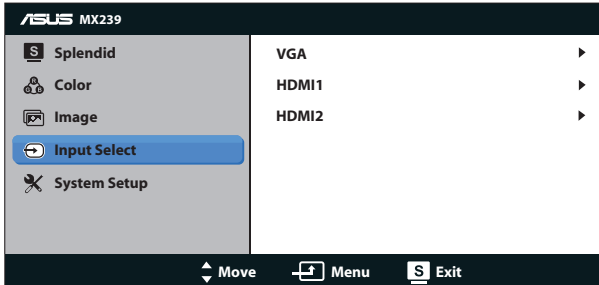 ASUS MX239
S Splendid
Color
Image
Input Select
System Setup
VGA
HDMI1
HDMI2
Move Menu S Exit